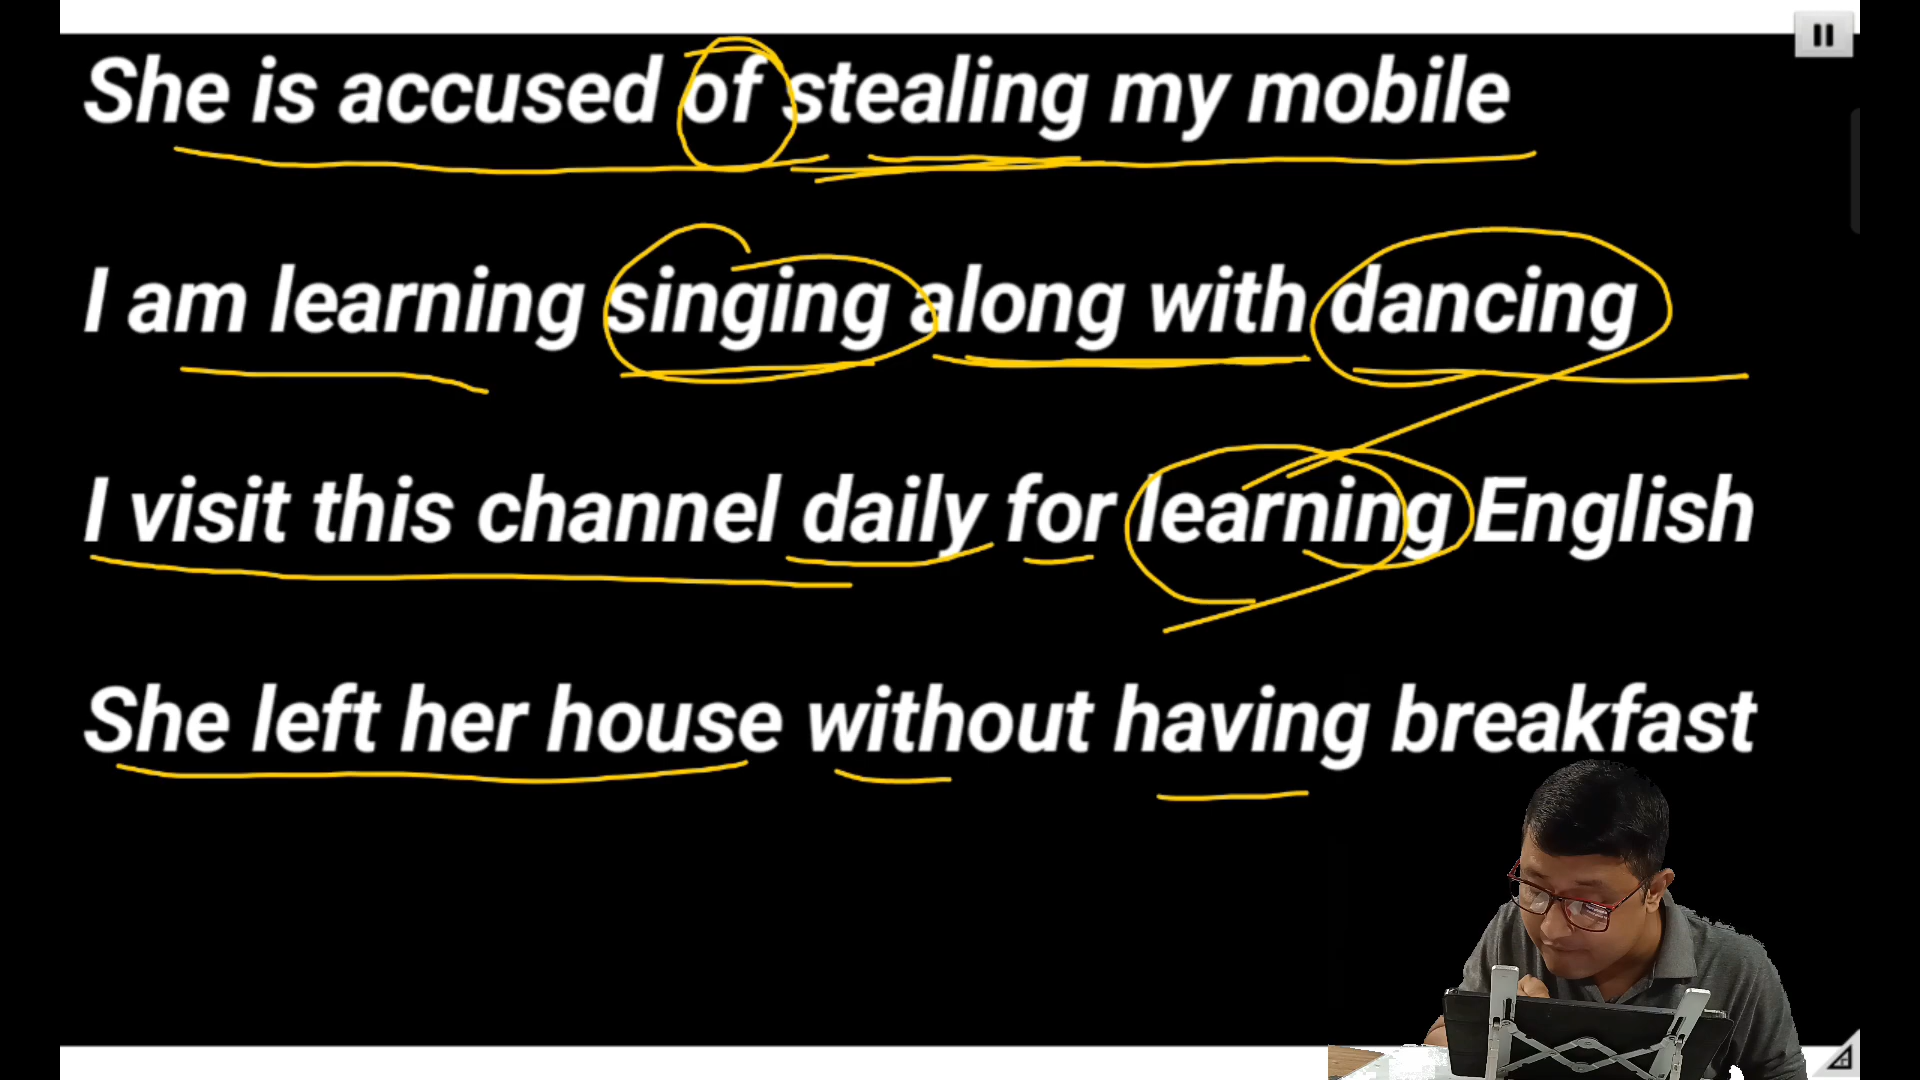 She is accused of stealing my mobile
I am learning singing along with dancing
I visit this channel daily for learning English
She left her house without having breakfast